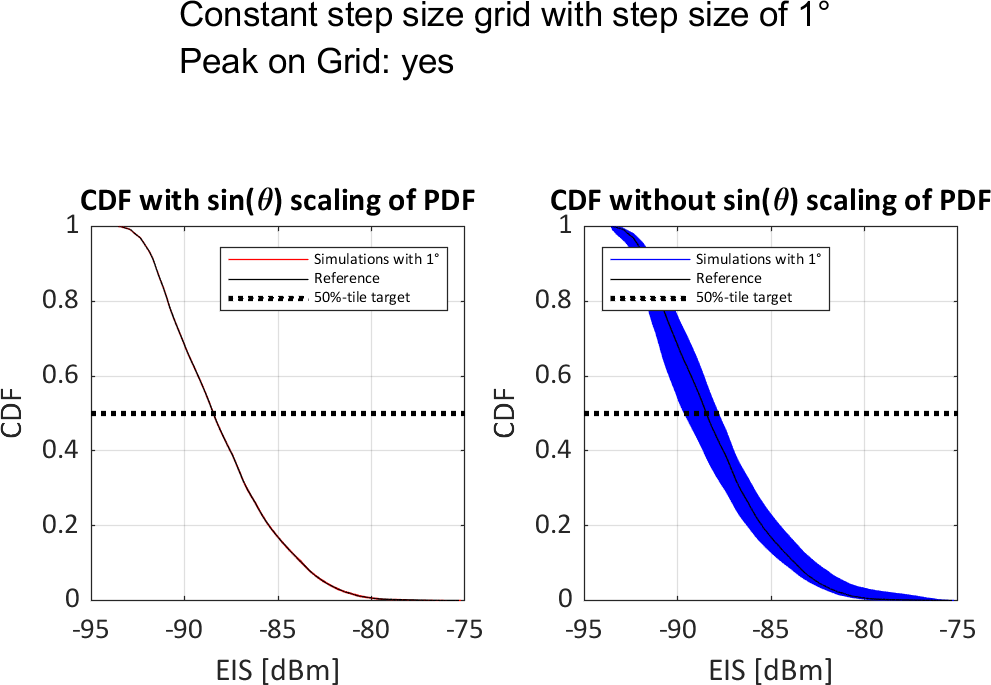 Constant step size grid with step size of 1°
Peak on Grid: yes
CDF with sin(θ) scaling of PDF
1
0.8
0.6
0.4
0.2
0
CDF
-95
-90
-85
-80
-75
EIS [dBm]
Simulations with 1°
Reference
50%-tile target
CDF without sin(θ) scaling of PDF
1
0.8
0.6
0.4
0.2
0
CDF
-95
-90
-85
-80
-75
EIS [dBm]
Simulations with 1°
Reference
50%-tile target